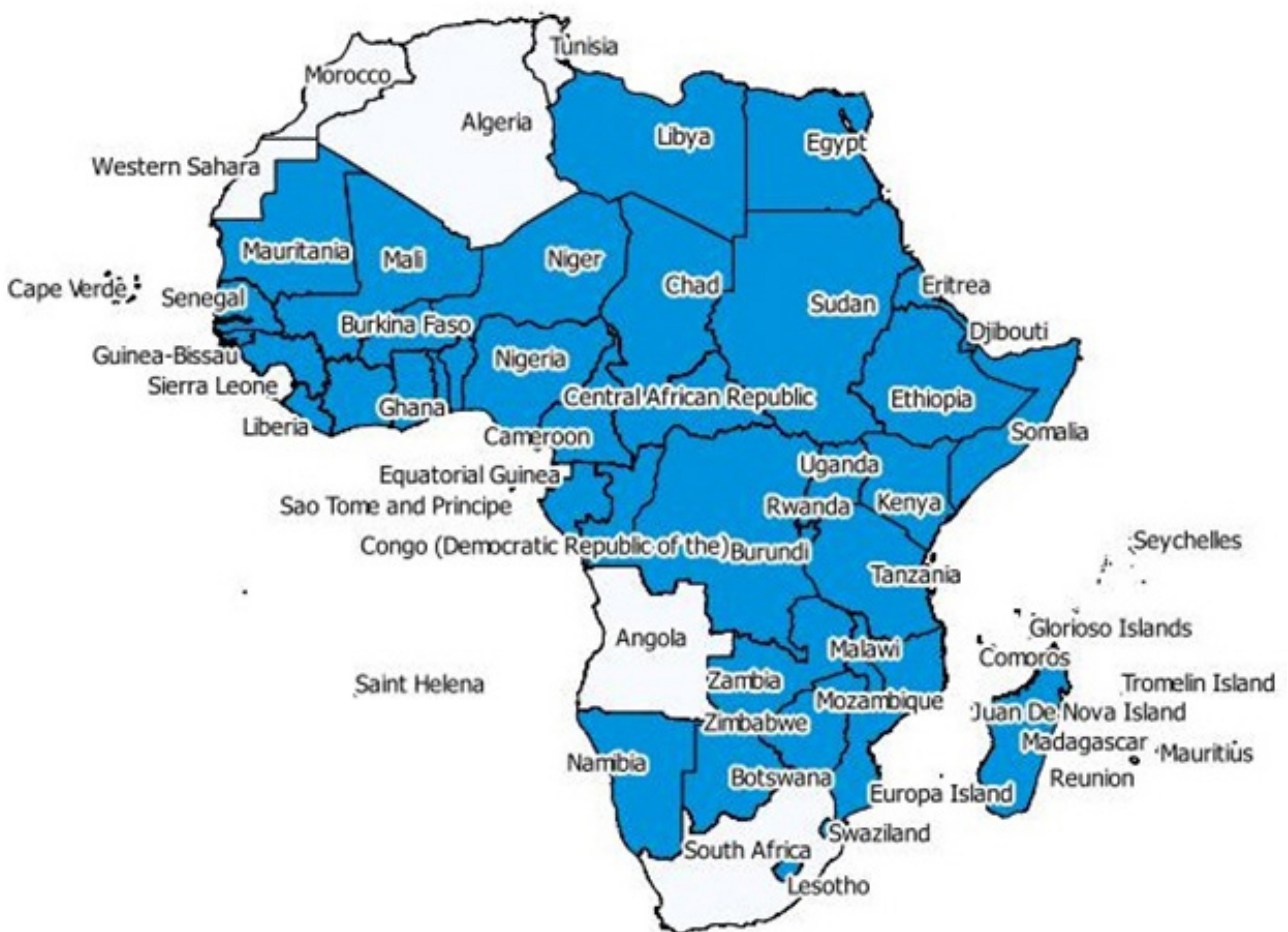 Tunisia
Morocco
Algeria
Libya
Egypt
Western Sahara
Mauritania
Mali
Niger
Chad
Cape Verde
Senegal
Sudan
Eritrea
Burkina Faso
Djibouti
Guinea-Bissau
Nigeria
Sierra Leone
Central African Republic
Ethiopia
Ghana
Liberia
Cameroon
Somalia
Equatorial Guinea
Uganda
Sao Tome and Principe
Rwanda
Kenya
Congo (Democratic Republic of the)
Burundi
Seychelles
Tanzania
Angola
Glorioso Islands
Malawi
Comoros
Saint Helena
Zambia
Tromelin Island
Mozambique
Juan De Nova Island
Zimbabwe
Madagascar
Mauritius
Namibia
Botswana
Reunion
Europa Island
Swaziland
South Africa
Lesotho